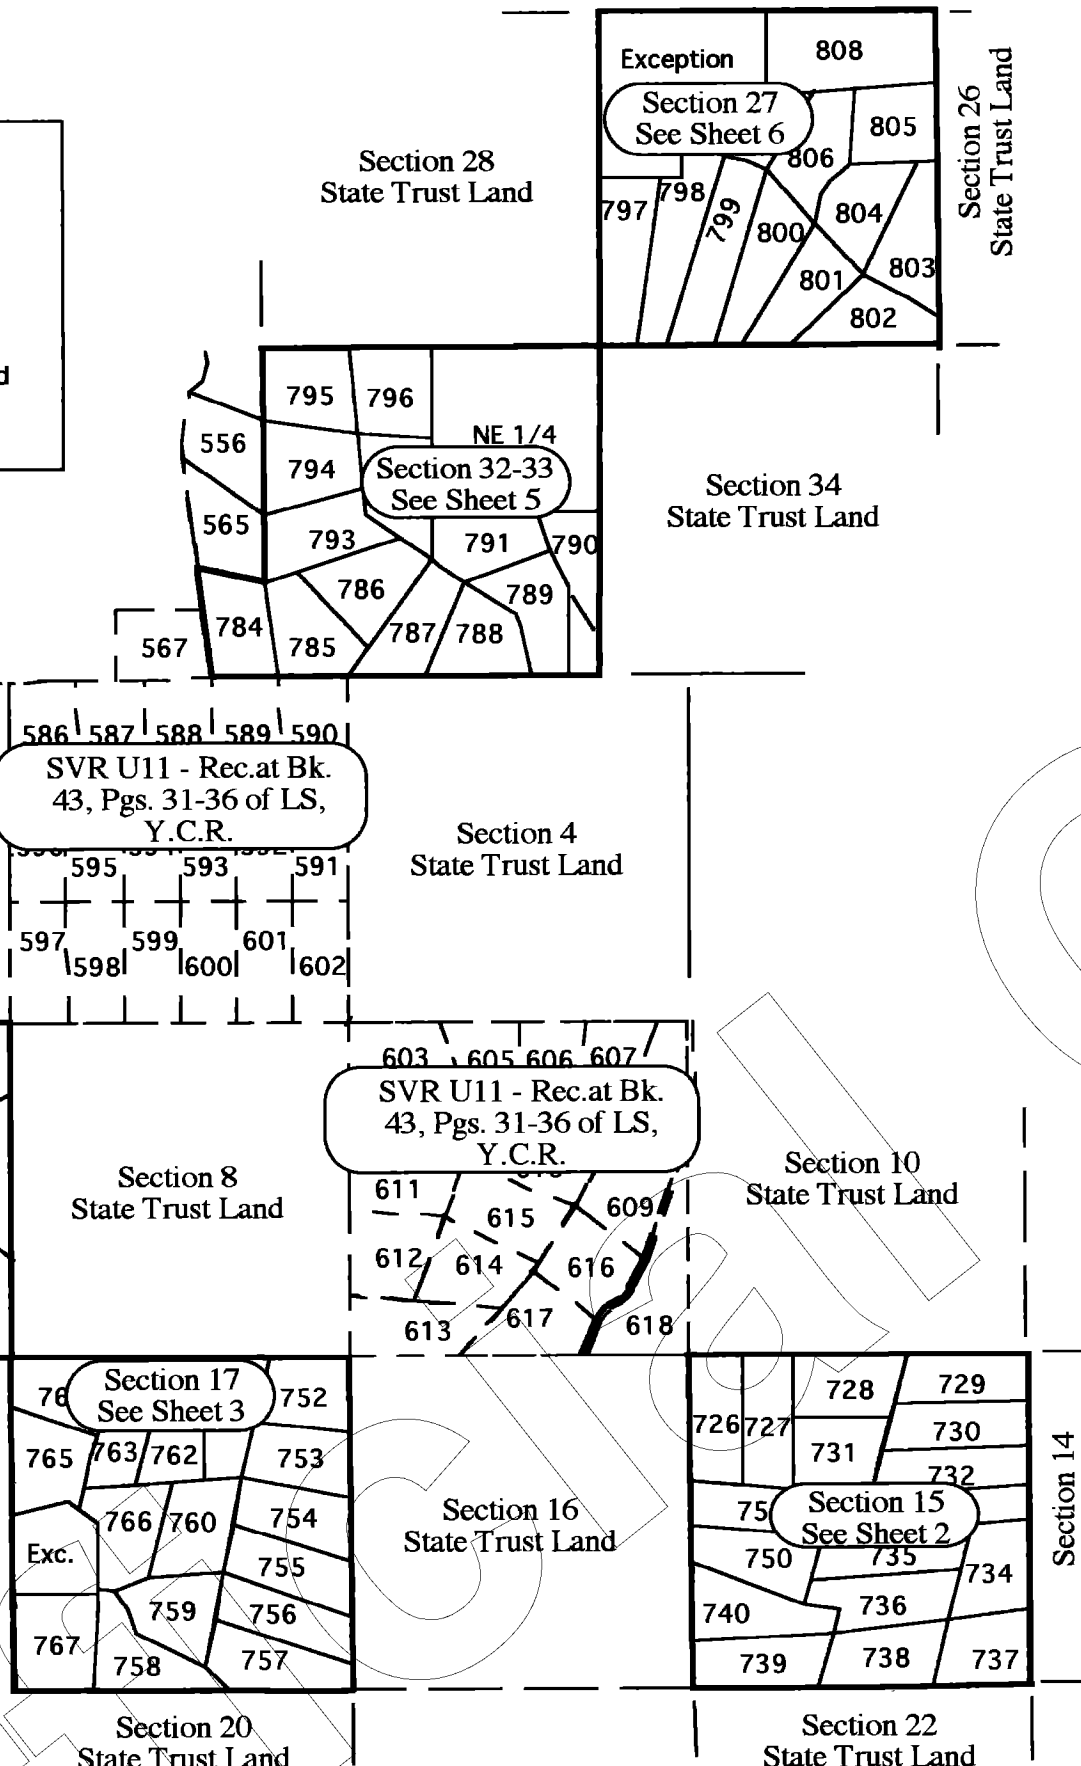 Exception
808
Section 27
See Sheet 6
805
806
Section 26
State Trust Land
Section 28
State Trust Land
797
798
799
800
804
803
801
802
d
795
796
556
NE 1/4
794
Section 32-33
See Sheet 5
Section 34
State Trust Land
565
793
791
790
786
789
784
567
785
787
788
586
587
588
589
590
SVR U11 - Rec.at Bk.
43, Pgs. 31-36 of LS,
Y.C.R.
Section 4
State Trust Land
595
593
591
597
598
599
600
601
602
603
605
606
607
SVR U11 - Rec.at Bk.
43, Pgs. 31-36 of LS,
Y.C.R.
Section 8
State Trust Land
Section 10
State Trust Land
611
615
609
612
614
616
613
617
618
Section 17
See Sheet 3
752
728
729
726
727
731
730
732
765
763
762
753
Section 14
766
760
754
Section 16
State Trust Land
Section 15
See Sheet 2
Exc.
755
750
735
734
759
756
740
736
767
758
757
739
738
737
Section 20
State Trust Land
Section 22
State Trust Land